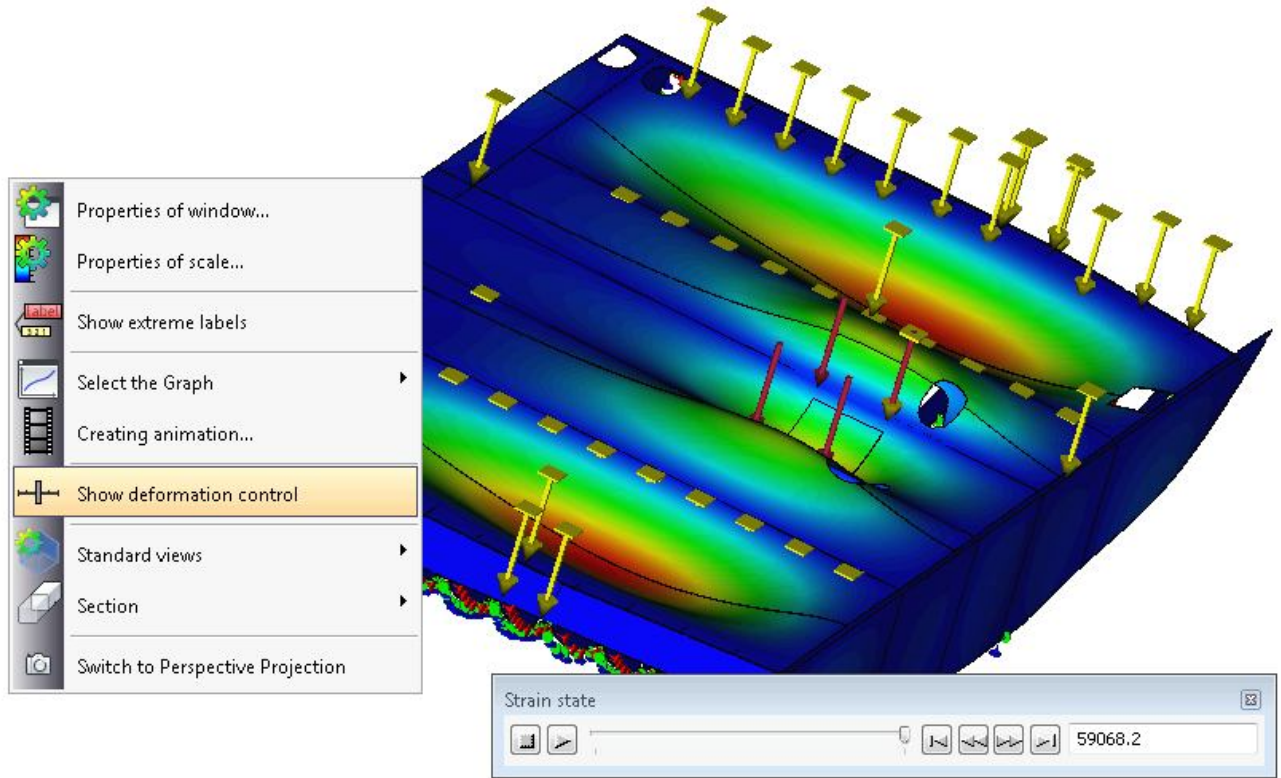 Properties of window...
Properties of scale...
Label
Show extreme labels
Select the Graph
Creating animation...
Show deformation control
Standard views
Section
Switch to Perspective Projection
Strain state
59068.2